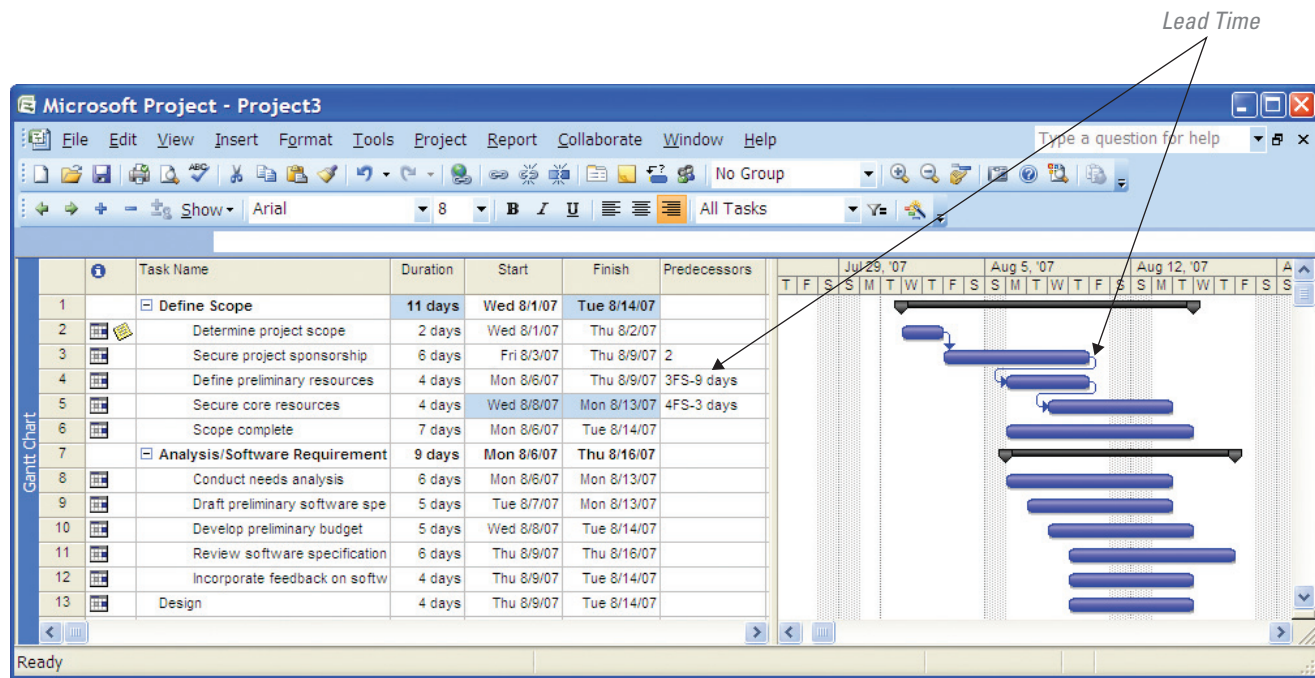 Lead Time
Microsoft Project - Project3
File Edit View Insert Format Tools Project Report Collaborate Window Help Type a question for help
ABC No Group
Show Arial 8 B I U All Tasks
Task Name Duration Start Finish Predecessors Jul 29, '07 Aug 5, '07 Aug 12, '07 A
T F S S M T W T F S S M T W T F S S M T W T F S S
1 Define Scope 11 days Wed 8/1/07 Tue 8/14/07
2 Determine project scope 2 days Wed 8/1/07 Thu 8/2/07
3 Secure project sponsorship 6 days Fri 8/3/07 Thu 8/9/07 2
4 Define preliminary resources 4 days Mon 8/6/07 Thu 8/9/07 3FS-9 days
5 Secure core resources 4 days Wed 8/8/07 Mon 8/13/07 4FS-3 days
6 Scope complete 7 days Mon 8/6/07 Tue 8/14/07
7 Analysis/Software Requirement 9 days Mon 8/6/07 Thu 8/16/07
8 Conduct needs analysis 6 days Mon 8/6/07 Mon 8/13/07
9 Draft preliminary software spe 5 days Tue 8/7/07 Mon 8/13/07
10 Develop preliminary budget 5 days Wed 8/8/07 Tue 8/14/07
11 Review software specification 6 days Thu 8/9/07 Thu 8/16/07
12 Incorporate feedback on softw 4 days Thu 8/9/07 Tue 8/14/07
13 Design 4 days Thu 8/9/07 Tue 8/14/07
Gantt Chart
Ready